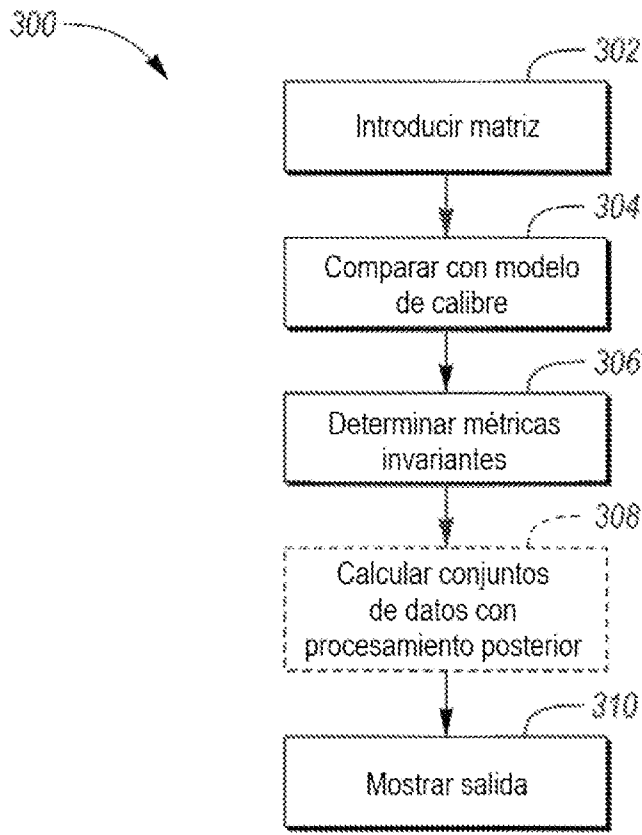 300
302
Introducir matriz
304
Comparar con modelo
de calibre
306
Determinar métricas
invariantes
308
Calcular conjuntos
de datos con
procesamiento posterior
310
Mostrar salida